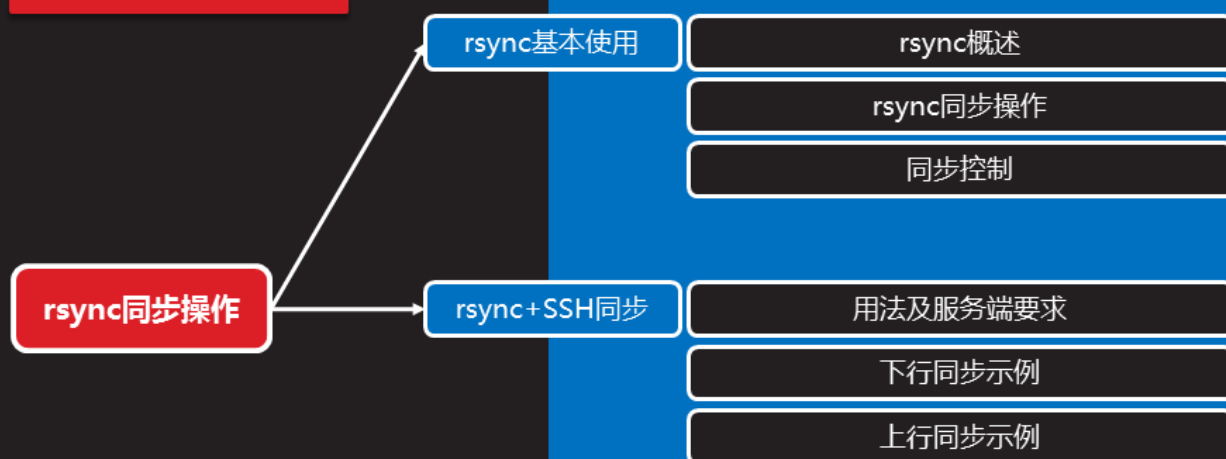 rsync基本使用
rsync概述
rsync同步操作
同步控制
rsync同步操作
rsync+SSH同步
用法及服务端要求
下行同步示例
上行同步示例